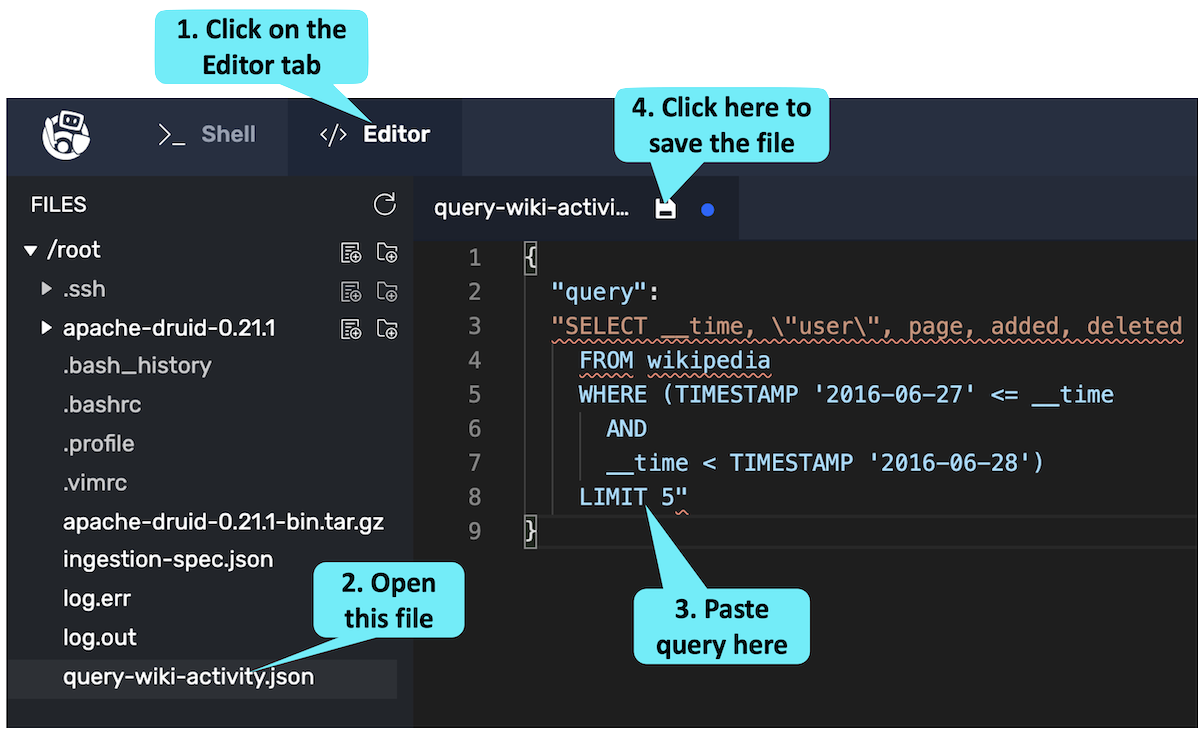 1. Click on the
Editor tab
4. Click here to
save the file
>_ Shell
</> Editor
FILES
query-wiki-activi...
/root
.ssh
apache-druid-0.21.1
.bash_history
.bashrc
.profile
.vimrc
apache-druid-0.21.1-bin.tar.gz
ingestion-spec.json
log.err
log.out
query-wiki-activity.json
2. Open
this file
1 {
2 "query":
3 "SELECT __time, \"user\", page, added, deleted
4 FROM wikipedia
5 WHERE (TIMESTAMP '2016-06-27' <= __time
6 AND
7 __time < TIMESTAMP '2016-06-28')
8 LIMIT 5"
9 }
3. Paste
query here